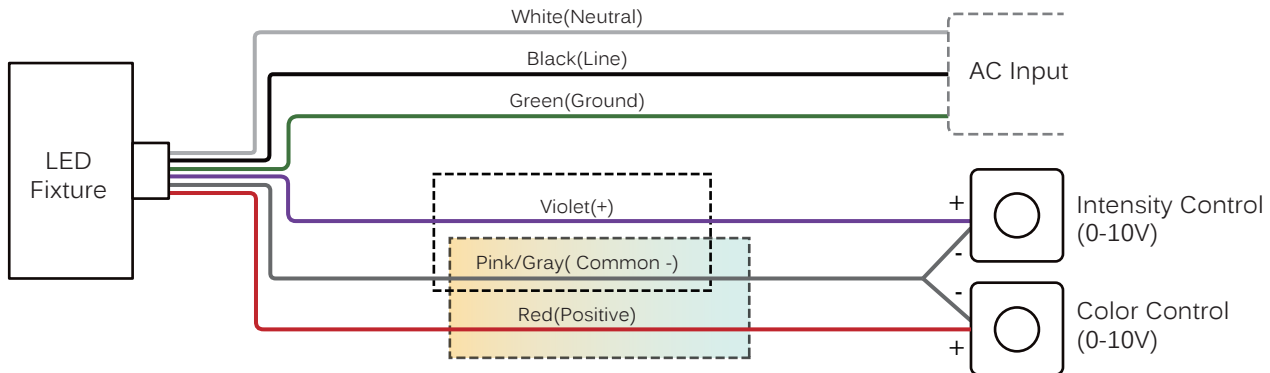 White(Neutral)
Black(Line)
AC Input
Green(Ground)
LED
Fixture
Violet(+)
+
Intensity Control
(0-10V)
-
Pink/Gray( Common -)
-
Red(Positive)
Color Control
(0-10V)
+